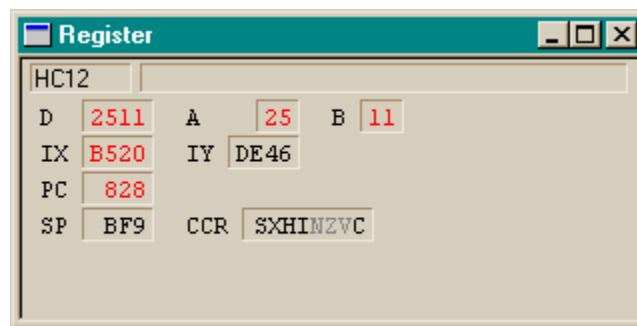 Register
HC12
D 2511 A 25 B 11
IX B520 IY DE46
PC 828
SP BF9 CCR SXHINZVC